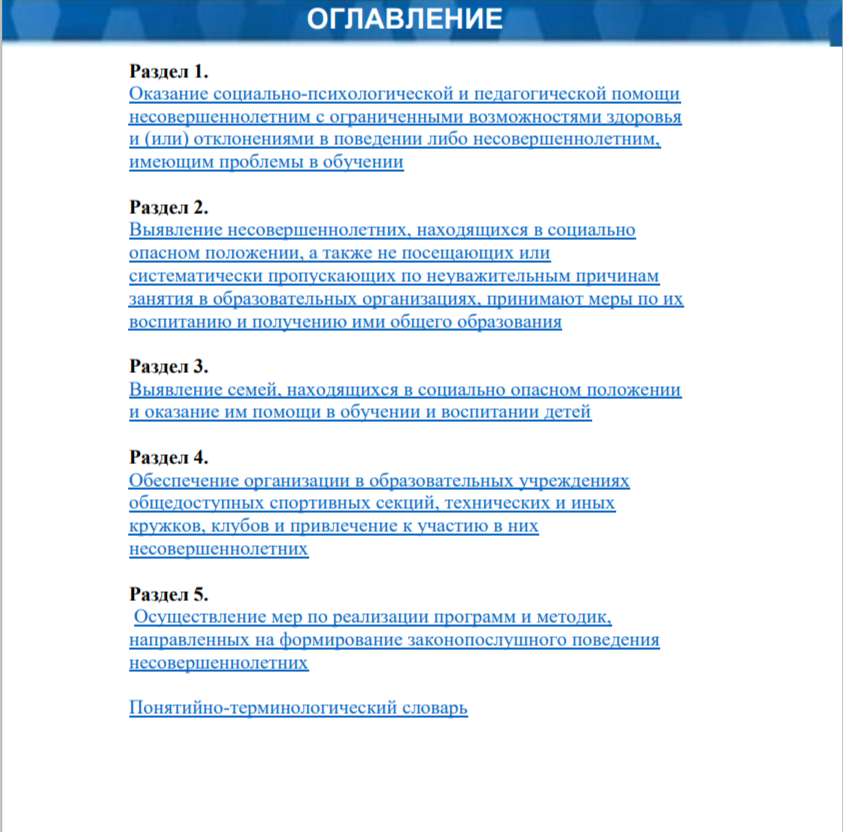 ОГЛАВЛЕНИЕ
Раздел 1.
Оказание социально-психологической и педагогической помощи
несовершеннолетним с ограниченными возможностями здоровья
и (или) отклонениями в поведении либо несовершеннолетним,
имеющим проблемы в обучении
Раздел 2.
Выявление несовершеннолетних, находящихся в социально
опасном положении, а также не посещающих или
систематически пропускающих по неуважительным причинам
занятия в образовательных организациях, принимают меры по их
воспитанию и получению ими общего образования
Раздел 3.
Выявление семей, находящихся в социально опасном положении
и оказание им помощи в обучении и воспитании детей
Раздел 4.
Обеспечение организации в образовательных учреждениях
общедоступных спортивных секций, технических и иных
кружков, клубов и привлечение к участию в них
несовершеннолетних
Раздел 5.
Осуществление мер по реализации программ и методик,
направленных на формирование законопослушного поведения
несовершеннолетних
Понятийно-терминологический словарь